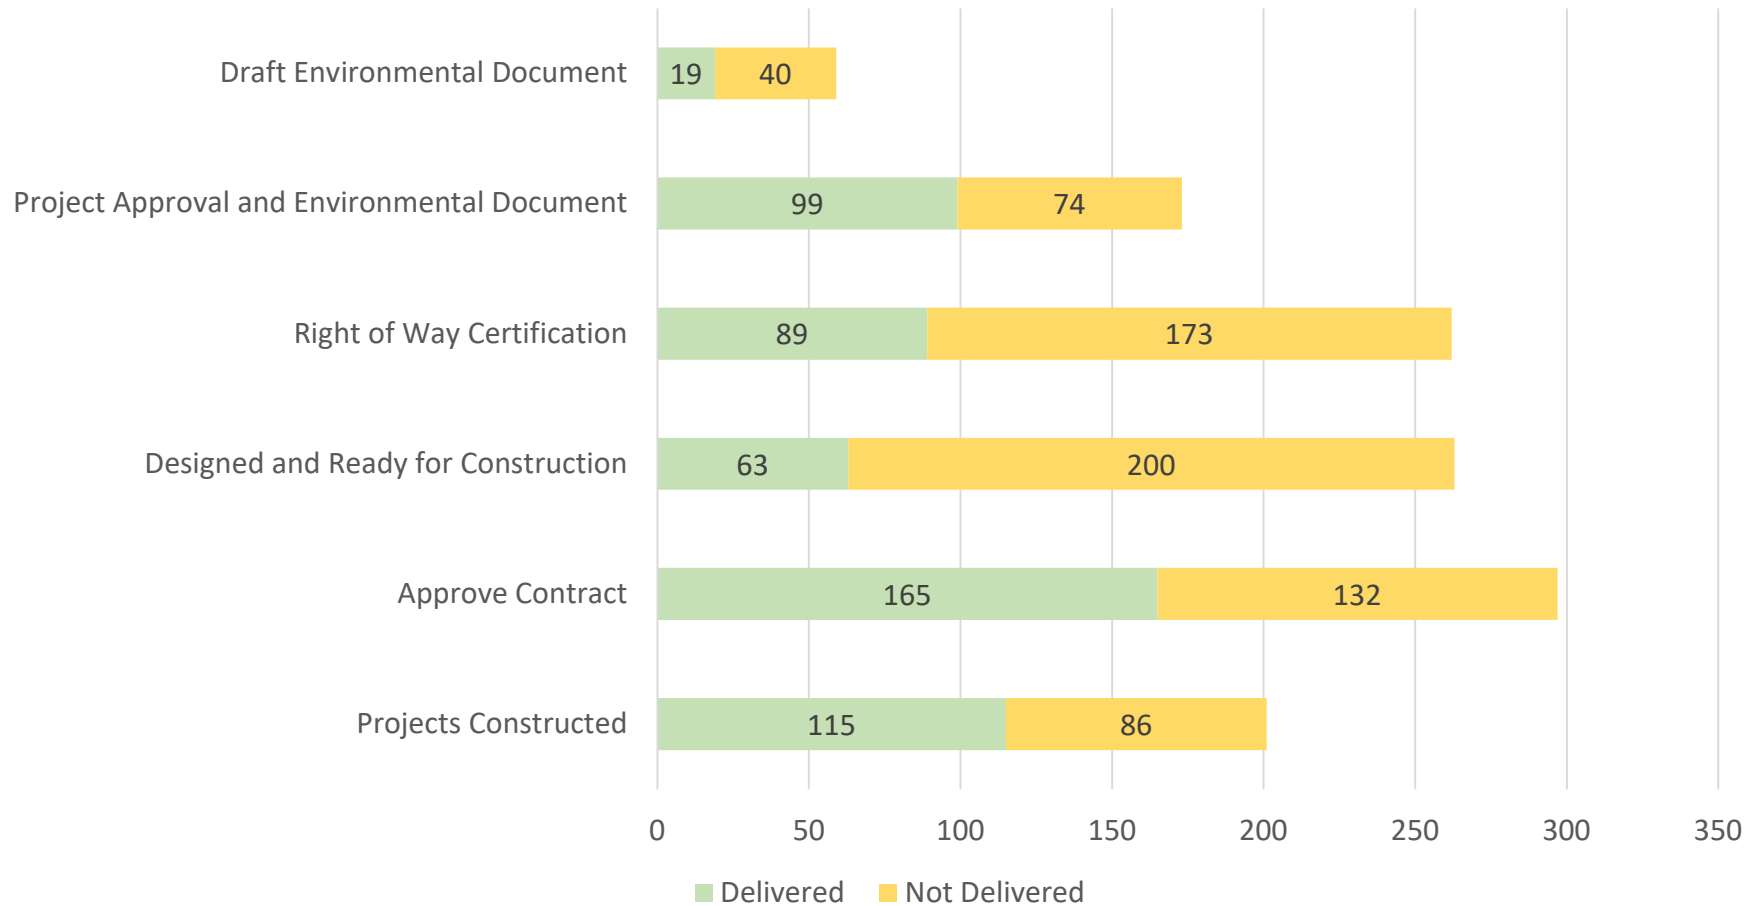 Draft Environmental Document 19 40
Project Approval and Environmental Document 99 74
Right of Way Certification 89 173
Designed and Ready for Construction 63 200
Approve Contract 165 132
Projects Constructed 115 86
0 50 100 150 200 250 300 350
Delivered Not Delivered